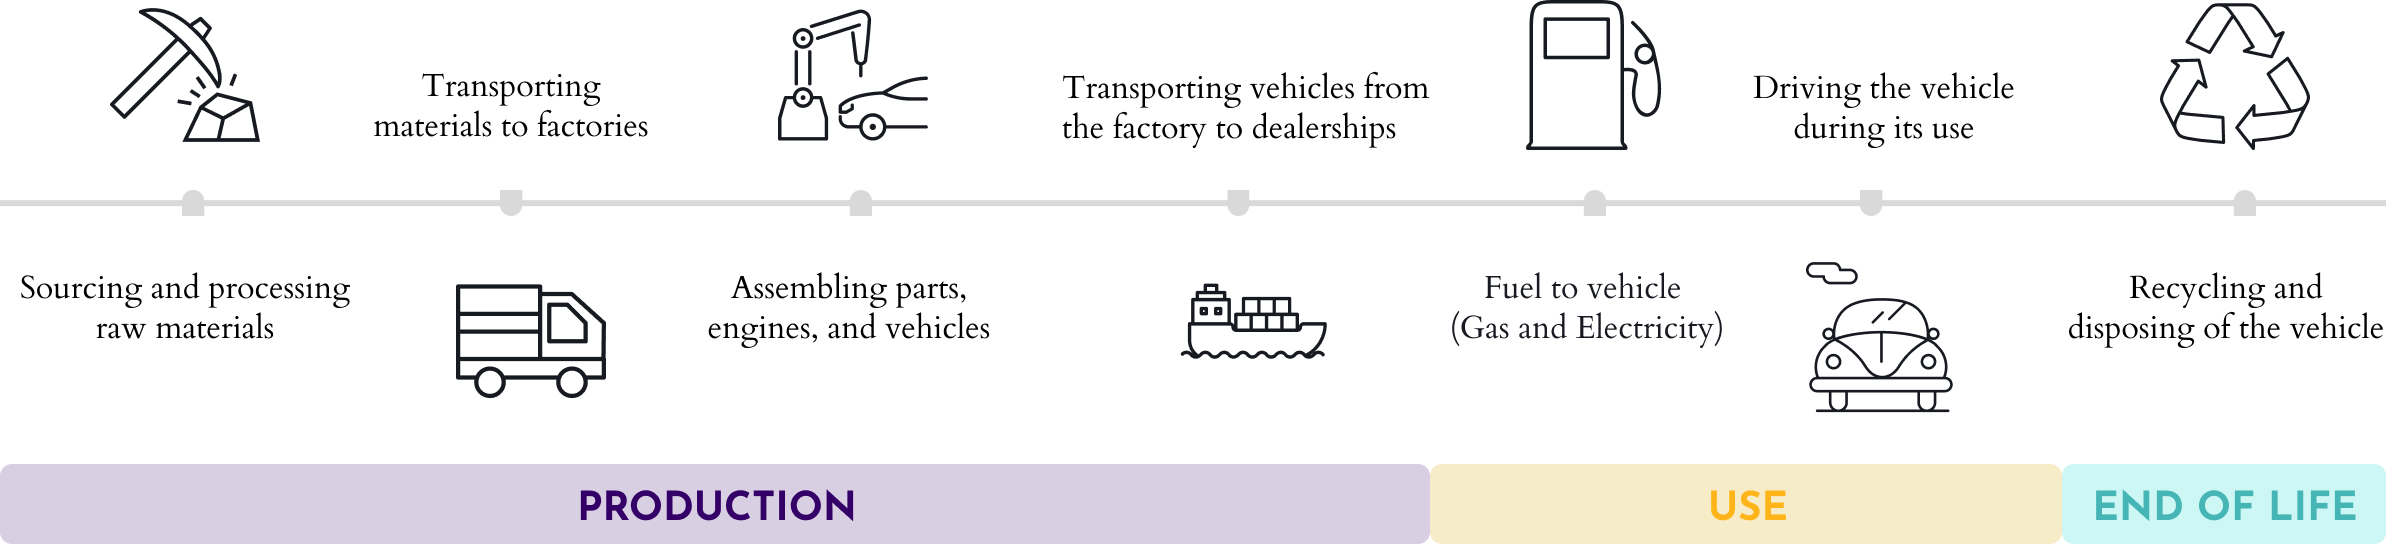 Sourcing and processing
raw materials
Transporting
materials to factories
Assembling parts,
engines, and vehicles
Transporting vehicles from
the factory to dealerships
Fuel to vehicle
(Gas and Electricity)
Driving the vehicle
during its use
Recycling and
disposing of the vehicle
PRODUCTION
USE
END OF LIFE